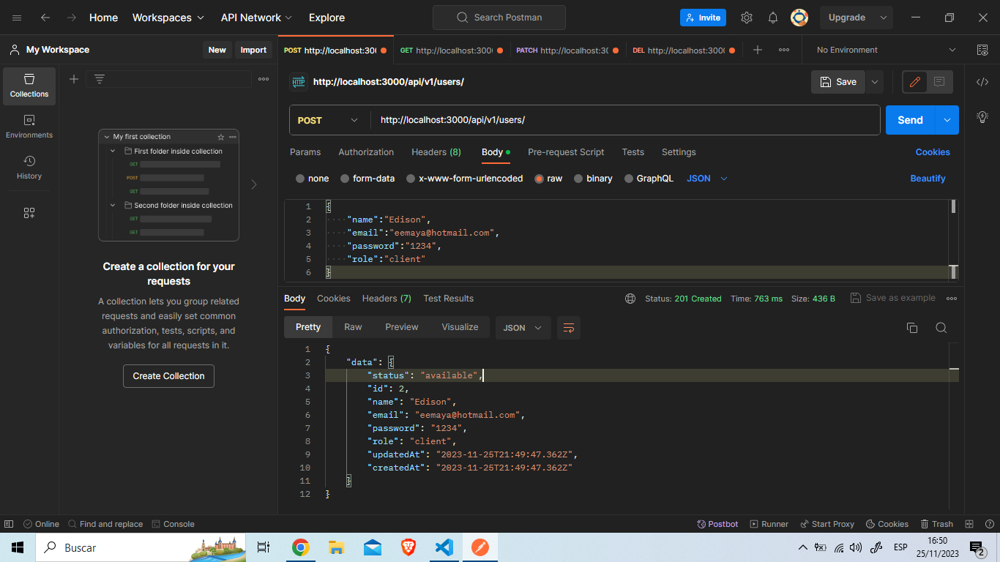 Home Workspaces API Network Explore Search Postman Invite Upgrade
My Workspace New Import POST http://localhost:300 GET http://localhost:300 PATCH http://localhost:3 DEL http://localhost:300 No Environment
Collections
Environments
History
My first collection
First folder inside collection
GET
POST
GET
Second folder inside collection
GET
GET
Create a collection for your
requests
A collection lets you group related
requests and easily set common
authorization, tests, scripts, and
variables for all requests in it.
Create Collection
HTTP http://localhost:3000/api/v1/users/ Save
POST http://localhost:3000/api/v1/users/ Send
Params Authorization Headers (8) Body Pre-request Script Tests Settings Cookies
none form-data x-www-form-urlencoded raw binary GraphQL JSON Beautify
1 {
2 "name":"Edison",
3 "email":"eemaya@hotmail.com",
4 "password":"1234",
5 "role":"client"
6 }
Body Cookies Headers (7) Test Results Status: 201 Created Time: 763 ms Size: 436 B Save as example
Pretty Raw Preview Visualize JSON
1 {
2 "data": {
3 "status": "available",
4 "id": 2,
5 "name": "Edison",
6 "email": "eemaya@hotmail.com",
7 "password": "1234",
8 "role": "client",
9 "updatedAt": "2023-11-25T21:49:47.362Z",
10 "createdAt": "2023-11-25T21:49:47.362Z"
11 }
12 }
Online Find and replace Console Postbot Runner Start Proxy Cookies Trash
Buscar ESP 16:50
25/11/2023 2